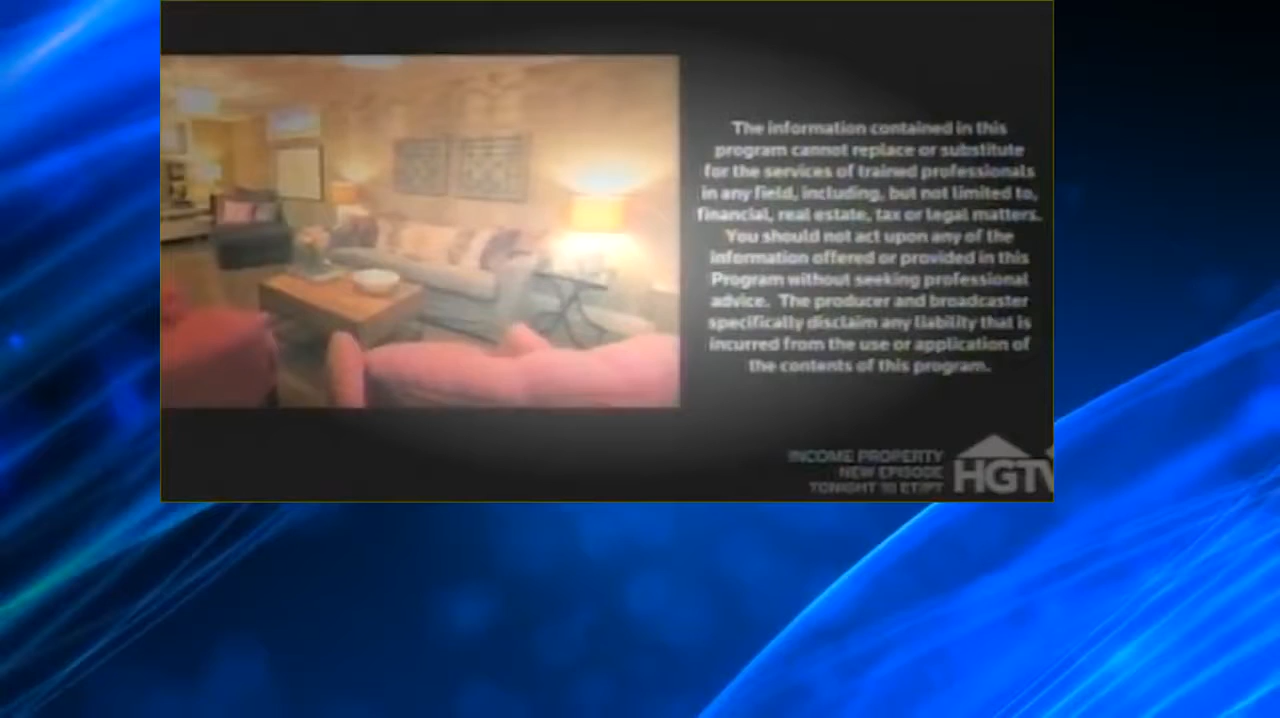 The information contained in this
program cannot replace or substitute
for the services of trained professionals
in any field, including, but not limited to,
financial, real estate, tax or legal matters.
You should not act upon any of the
information offered or provided in this
Program without seeking professional
advice. The producer and broadcaster
specifically disclaim any liability that is
incurred from the use or application of
the contents of this program.
INCOME PROPERTY
NEW EPISODE
TONIGHT 10 ET/PT
HGTV